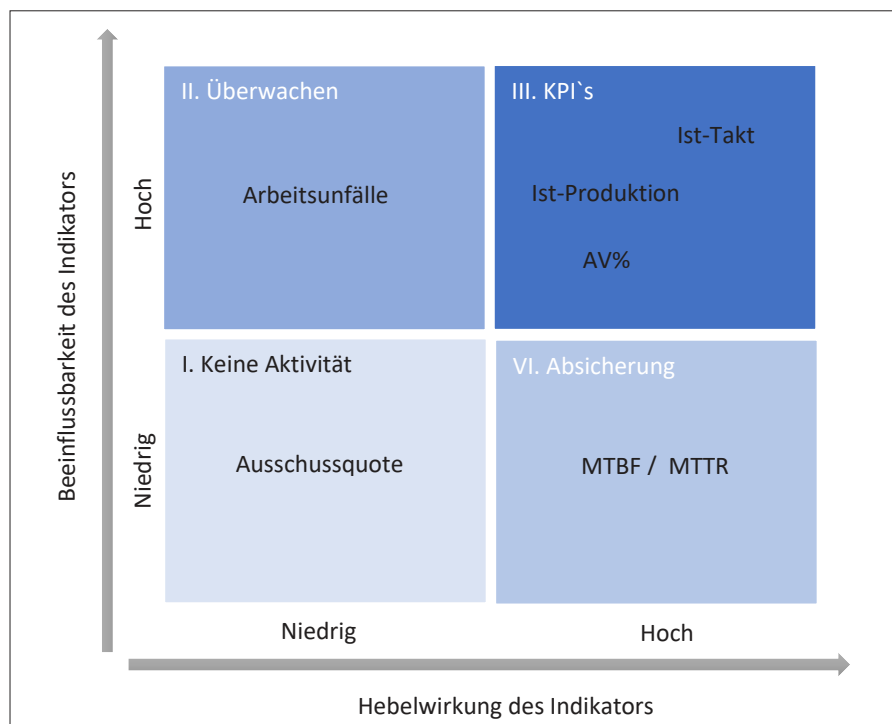 II. Überwachen
III. KPI`s
Ist-Takt
Arbeitsunfälle
Ist-Produktion
AV%
I. Keine Aktivität
VI. Absicherung
Ausschussquote
MTBF / MTTR
Beeinflussbarkeit des Indikators
Hoch
Niedrig
Niedrig
Hoch
Hebelwirkung des Indikators